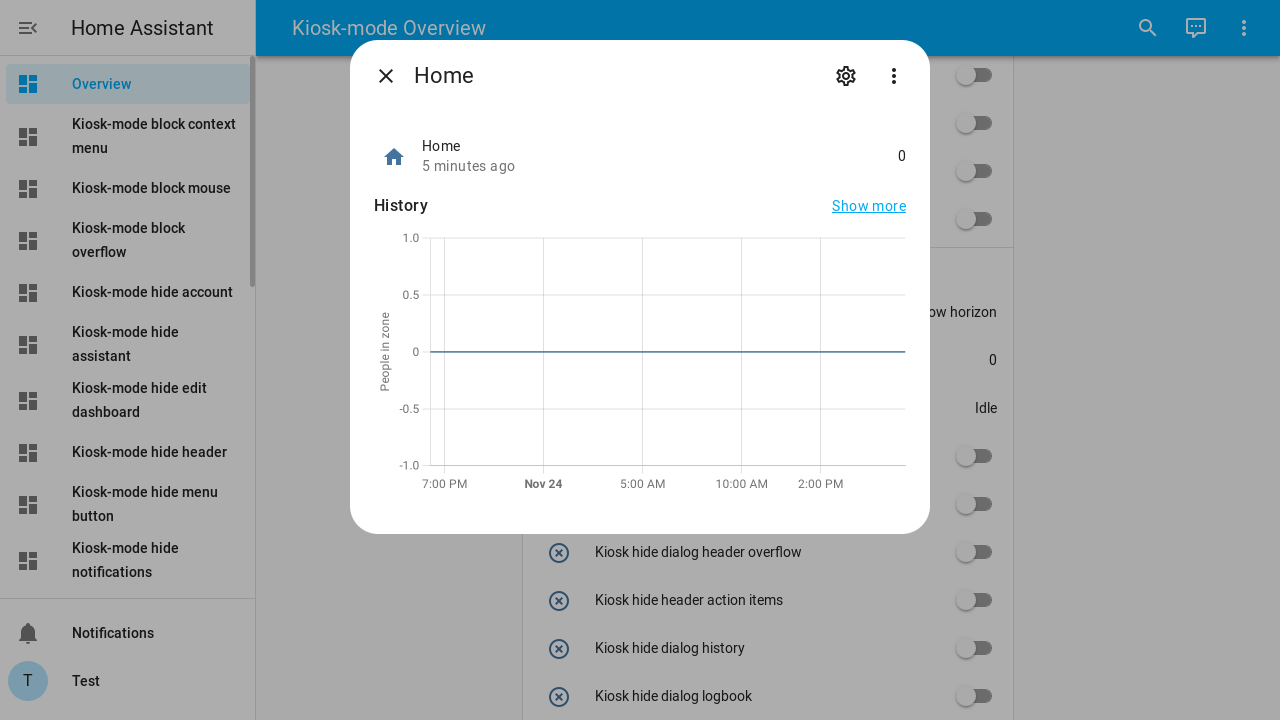 Home Assistant
Kiosk-mode Overview
Overview
Kiosk-mode block context
menu
Kiosk-mode block mouse
Kiosk-mode block
overflow
Kiosk-mode hide account
Kiosk-mode hide
assistant
Kiosk-mode hide edit
dashboard
Kiosk-mode hide header
Kiosk-mode hide menu
button
Kiosk-mode hide
notifications
Notifications
T
Test
Home
Home
5 minutes ago
0
History
Show more
People in zone
1.0
0.5
0
-0.5
-1.0
7:00 PM
Nov 24
5:00 AM
10:00 AM
2:00 PM
ow horizon
0
Idle
Kiosk hide dialog header overflow
Kiosk hide header action items
Kiosk hide dialog history
Kiosk hide dialog logbook